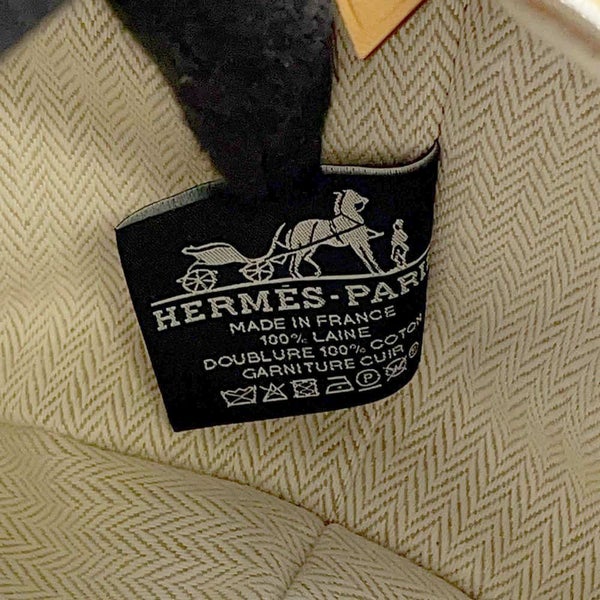 HERMÈS-PARI
MADE IN FRANCE
100% LAINE
DOUBLURE 100% COTON
GARNITURE CUIR ®
P